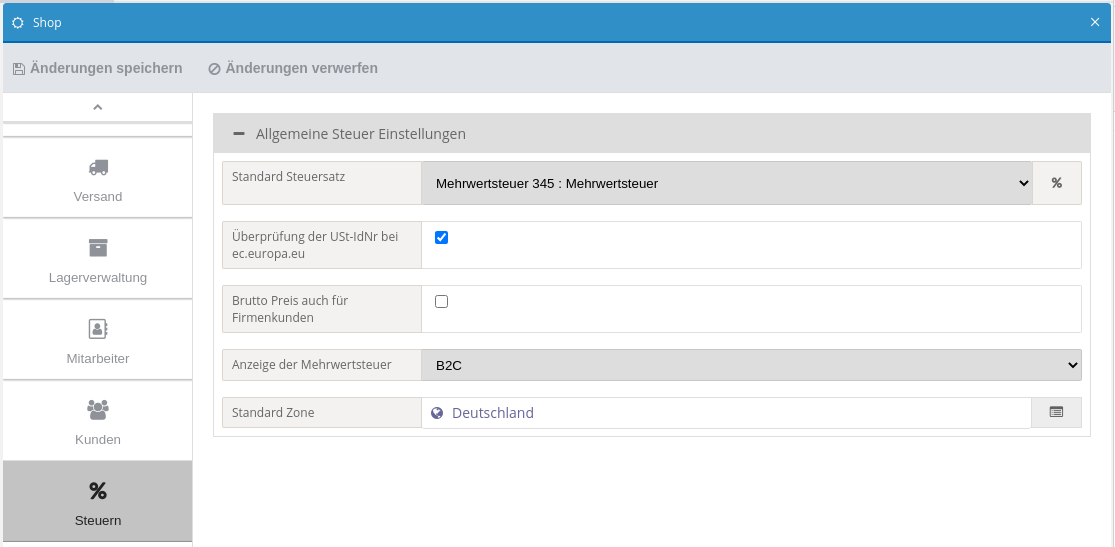 Shop
Änderungen speichern
Änderungen verwerfen
Versand
Lagerverwaltung
Mitarbeiter
Kunden
%
Steuern
Allgemeine Steuer Einstellungen
Standard Steuersatz
Mehrwertsteuer 345 : Mehrwertsteuer
%
Überprüfung der USt-IdNr bei
ec.europa.eu
Brutto Preis auch für
Firmenkunden
Anzeige der Mehrwertsteuer
B2C
Standard Zone
Deutschland